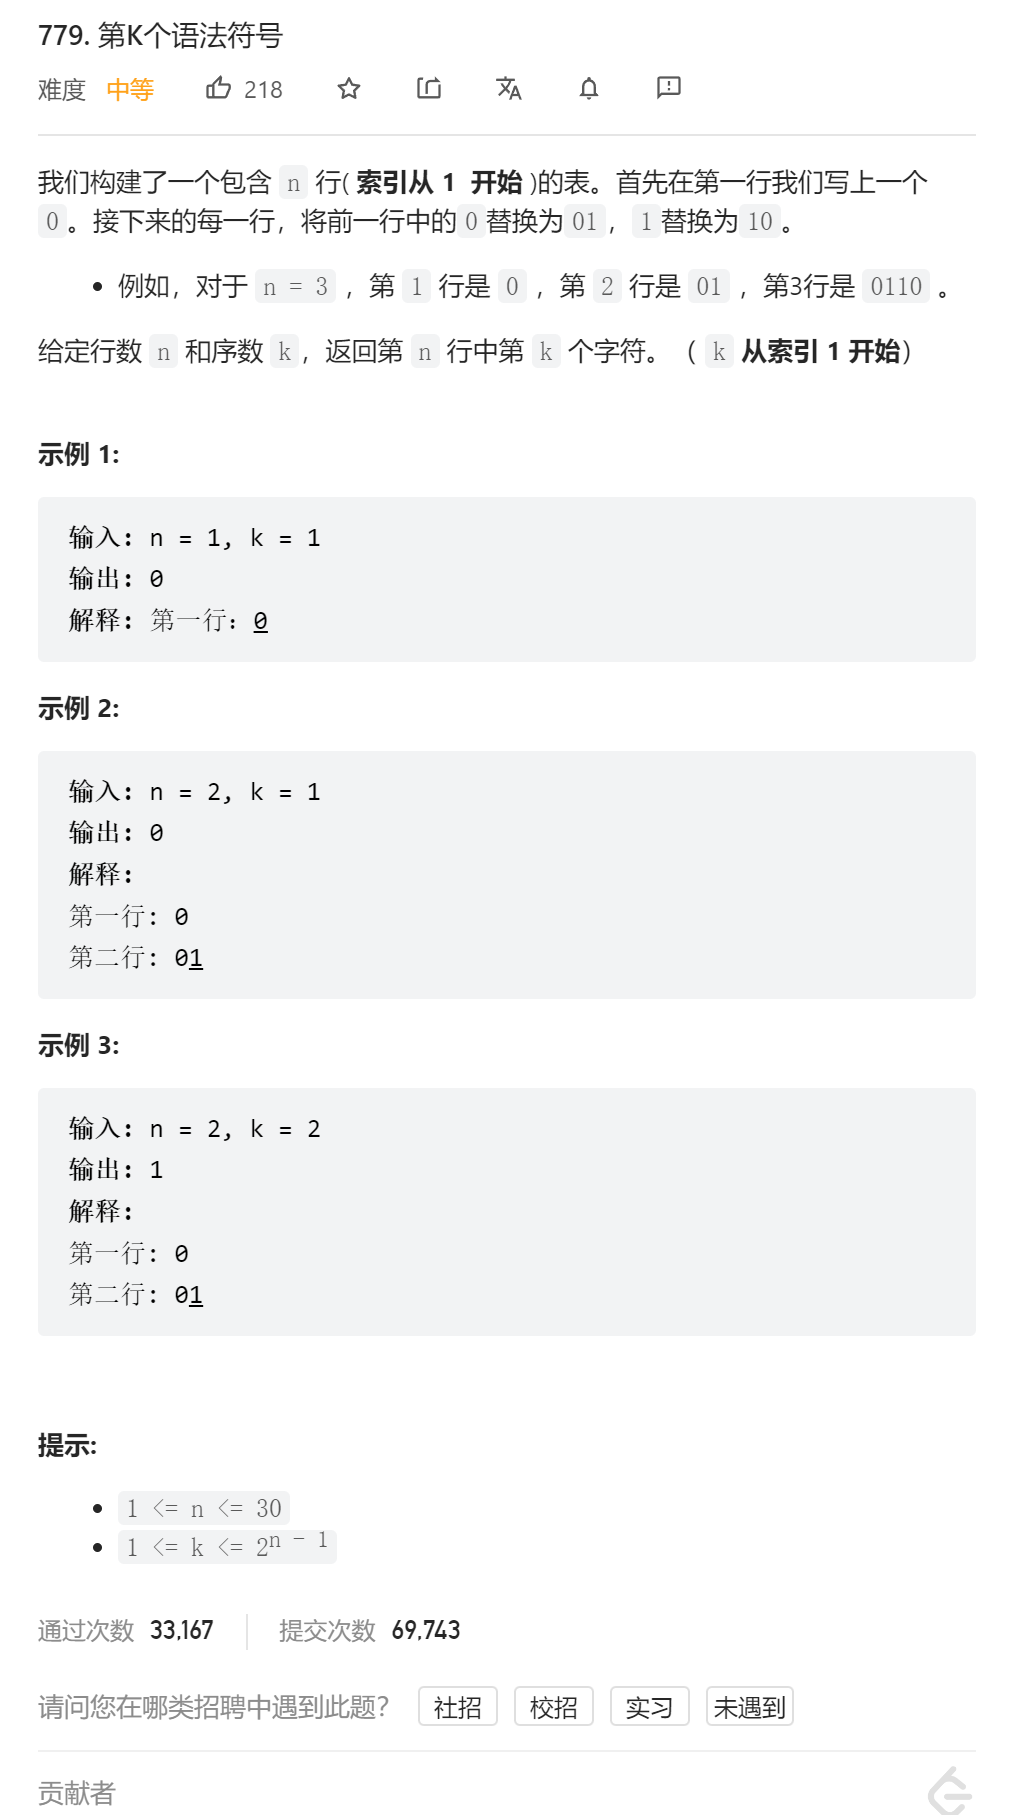 779. 第K个语法符号
难度 中等 218
我们构建了一个包含 n 行( 索引从 1 开始 )的表。首先在第一行我们写上一个
0 。接下来的每一行，将前一行中的 0 替换为 01 ， 1 替换为 10 。
• 例如，对于 n = 3 ，第 1 行是 0 ，第 2 行是 01 ，第3行是 0110 。
给定行数 n 和序数 k，返回第 n 行中第 k 个字符。（ k 从索引 1 开始）
示例 1:
输入: n = 1, k = 1
输出: 0
解释: 第一行: 0
示例 2:
输入: n = 2, k = 1
输出: 0
解释:
第一行: 0
第二行: 01
示例 3:
输入: n = 2, k = 2
输出: 1
解释:
第一行: 0
第二行: 01
提示:
• 1 <= n <= 30
• 1 <= k <= 2ⁿ ⁻ ¹
通过次数 33,167 提交次数 69,743
请问您在哪类招聘中遇到此题？ 社招 校招 实习 未遇到
贡献者